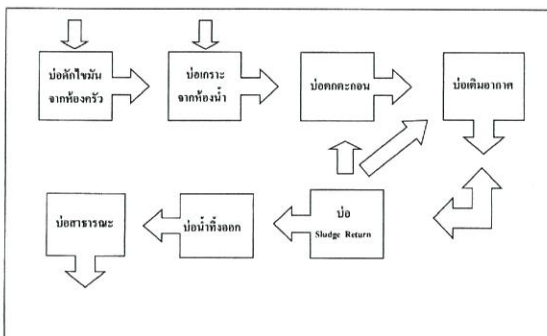 บ่อดักไขมัน
จากห้องครัว
บ่อเกราะ
จากห้องน้ำ
บ่อตกตะกอน
บ่อเติมอากาศ
บ่อสาธารณะ
บ่อน้ำทิ้งออก
บ่อ
Sludge Return